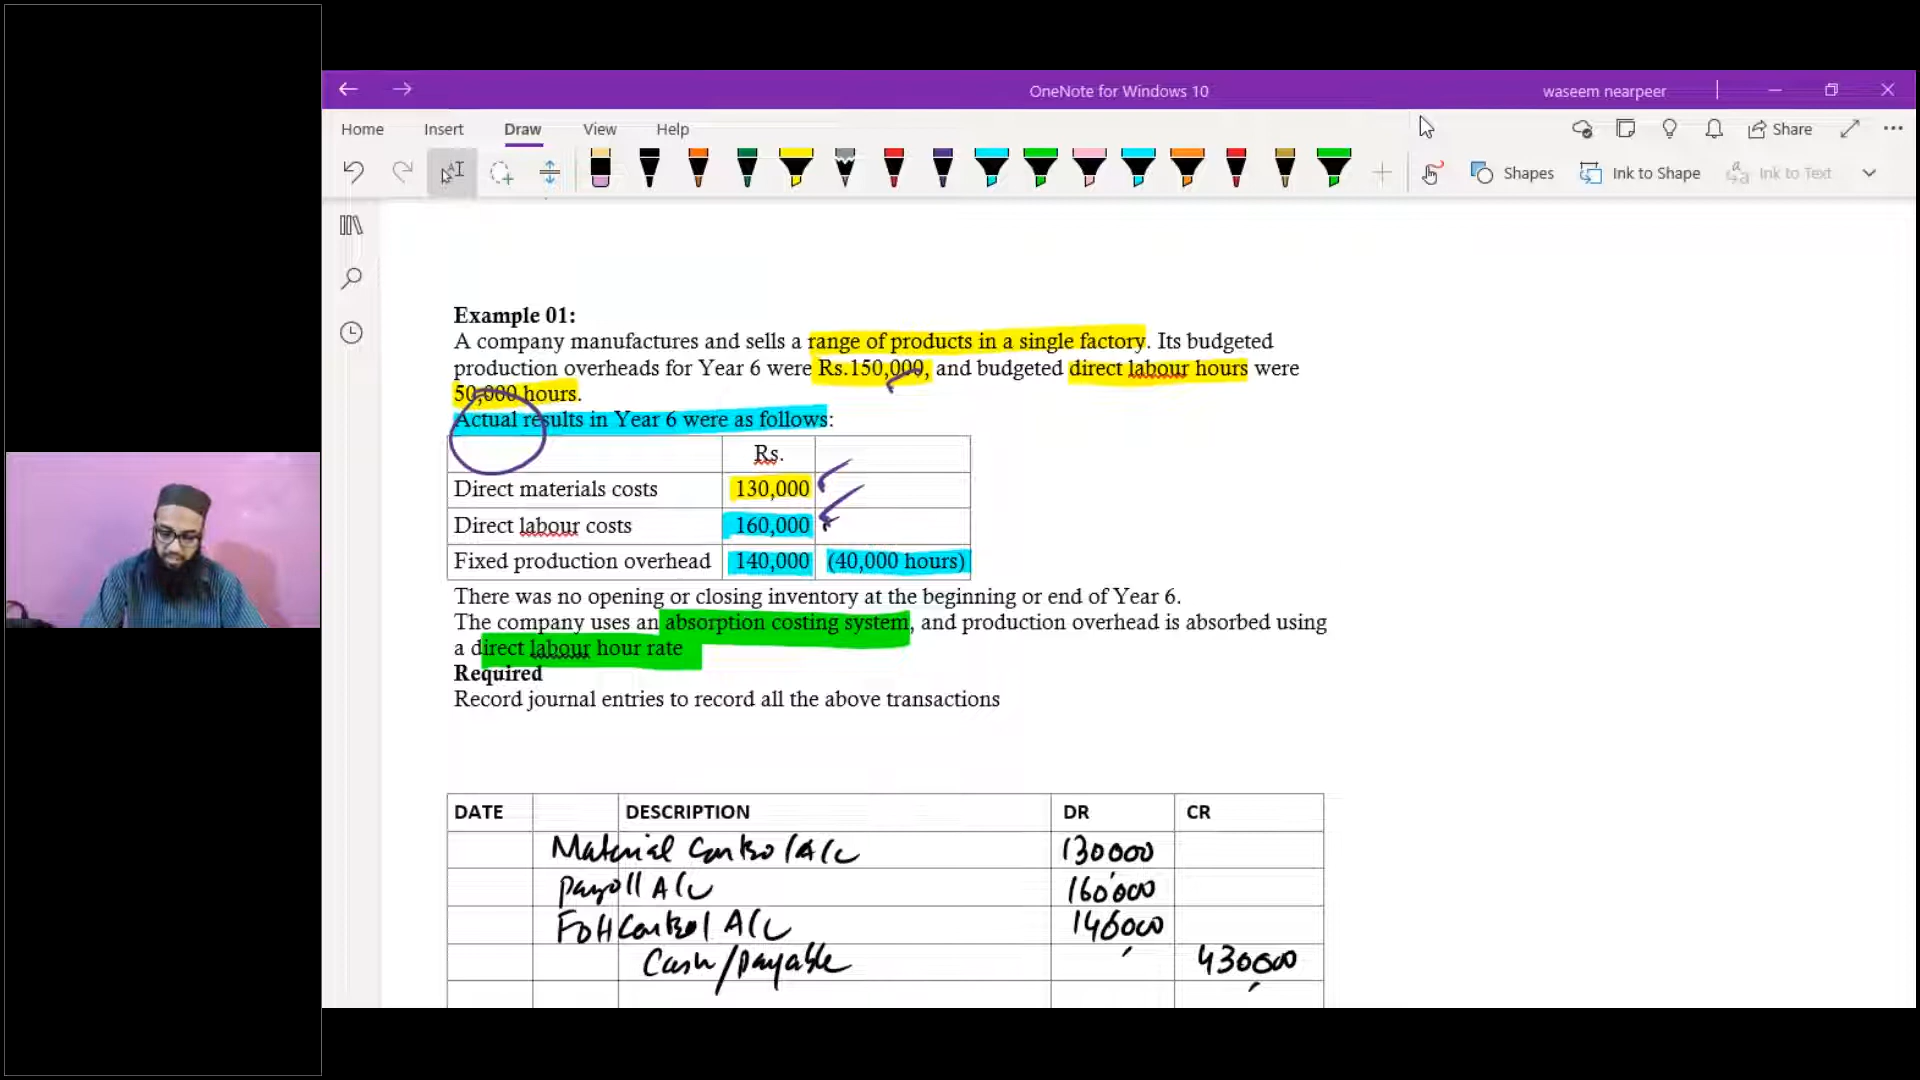 OneNote for Windows 10
waseem nearpeer
Home Insert Draw View Help
Share
Shapes Ink to Shape Ink to Text
Example 01:
A company manufactures and sells a range of products in a single factory. Its budgeted
production overheads for Year 6 were Rs.150,000, and budgeted direct labour hours were
50,000 hours.
Actual results in Year 6 were as follows:
Rs.
Direct materials costs 130,000
Direct labour costs 160,000
Fixed production overhead 140,000 (40,000 hours)
There was no opening or closing inventory at the beginning or end of Year 6.
The company uses an absorption costing system, and production overhead is absorbed using
a direct labour hour rate
Required
Record journal entries to record all the above transactions
DATE DESCRIPTION DR CR
Material Control A/C 130000
Payroll A/C 160000
FOH Control A/C 140000
Cash/Payable 430000